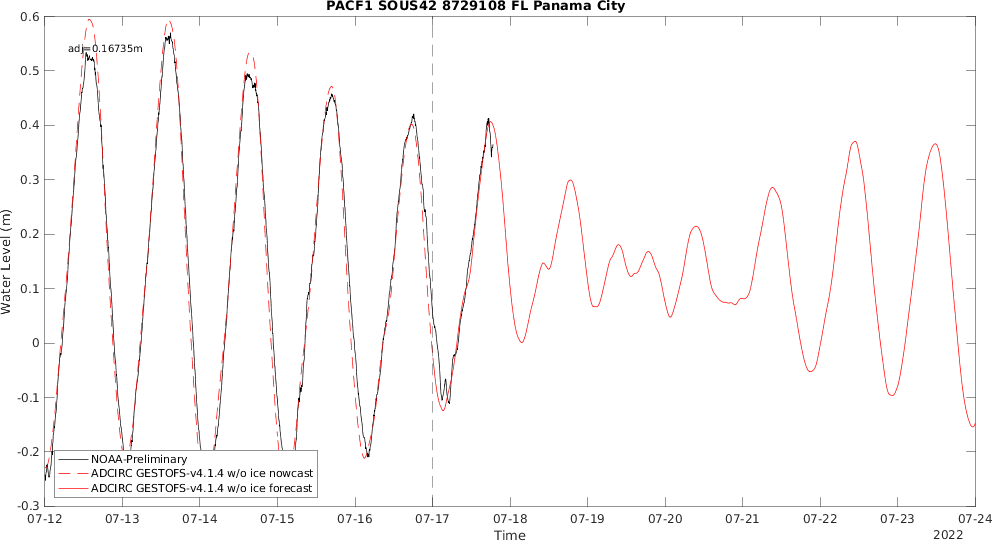 PACF1 SOUS42 8729108 FL Panama City
adj=0.16735m
Water Level (m)
0.6
0.5
0.4
0.3
0.2
0.1
0
-0.1
-0.2
-0.3
NOAA-Preliminary
ADCIRC GESTOFS-v4.1.4 w/o ice nowcast
ADCIRC GESTOFS-v4.1.4 w/o ice forecast
07-12 07-13 07-14 07-15 07-16 07-17 07-18 07-19 07-20 07-21 07-22 07-23 07-24
Time
2022